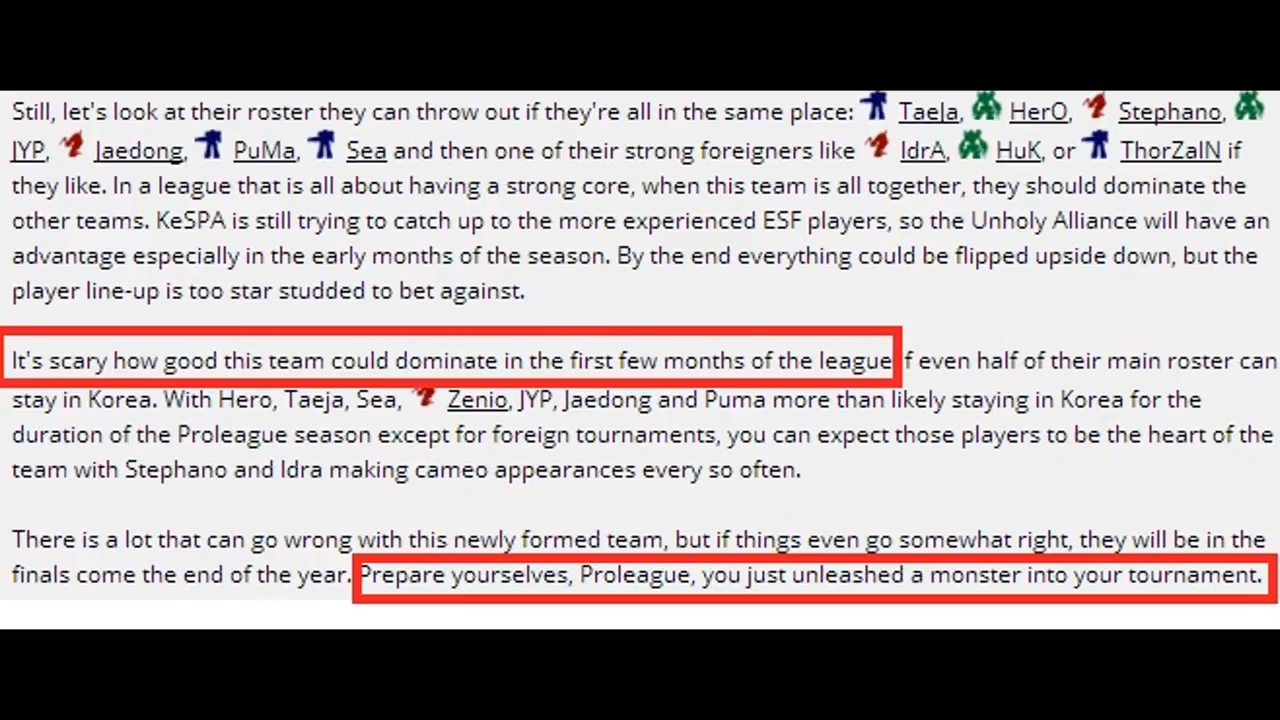 Still, let's look at their roster they can throw out if they're all in the same place: TaeJa, HerO, Stephano,
JYP, Jaedong, PuMa, Sea and then one of their strong foreigners like IdrA, HuK, or ThorZaIN if
they like. In a league that is all about having a strong core, when this team is all together, they should dominate the
other teams. KeSPA is still trying to catch up to the more experienced ESF players, so the Unholy Alliance will have an
advantage especially in the early months of the season. By the end everything could be flipped upside down, but the
player line-up is too star studded to bet against.
It's scary how good this team could dominate in the first few months of the league if even half of their main roster can
stay in Korea. With Hero, Taeja, Sea, Zenio, JYP, Jaedong and Puma more than likely staying in Korea for the
duration of the Proleague season except for foreign tournaments, you can expect those players to be the heart of the
team with Stephano and Idra making cameo appearances every so often.
There is a lot that can go wrong with this newly formed team, but if things even go somewhat right, they will be in the
finals come the end of the year. Prepare yourselves, Proleague, you just unleashed a monster into your tournament.